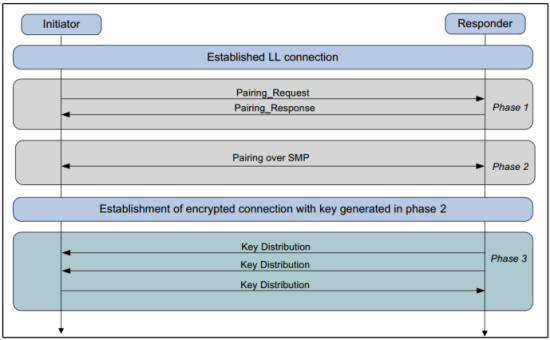 Initiator
Responder
Established LL connection
Pairing_Request
Pairing_Response
Phase 1
Pairing over SMP
Phase 2
Establishment of encrypted connection with key generated in phase 2
Key Distribution
Phase 3
Key Distribution
Key Distribution